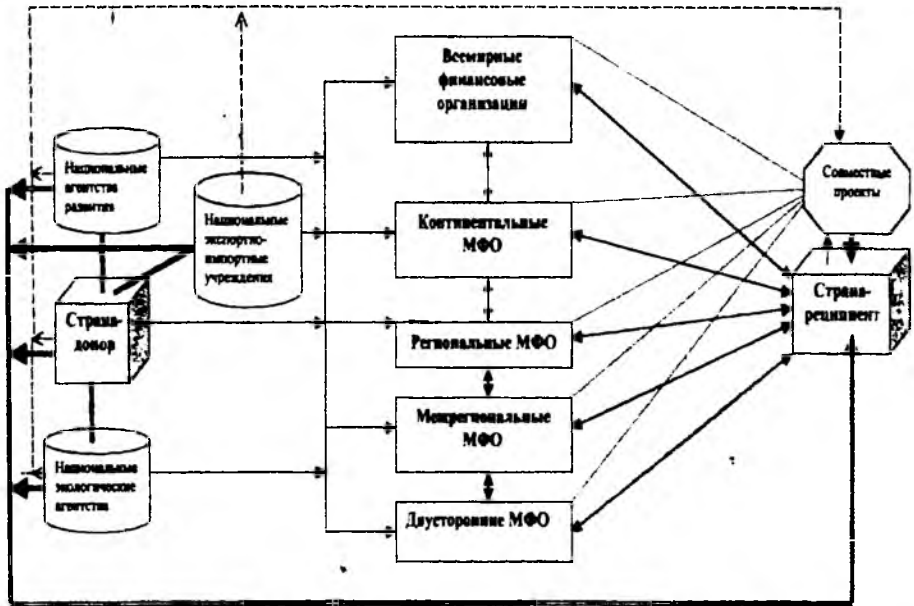 Всемирные
финансовые
организации
Национальные
агентства
развития
Национальные
экспортно-
импортные
учреждения
Совместные
проекты
Континентальные
МФО
Страна-
донор
Страна-
реципиент
Региональные МФО
Межрегиональные
МФО
Национальные
экологические
агентства
Двусторонние МФО